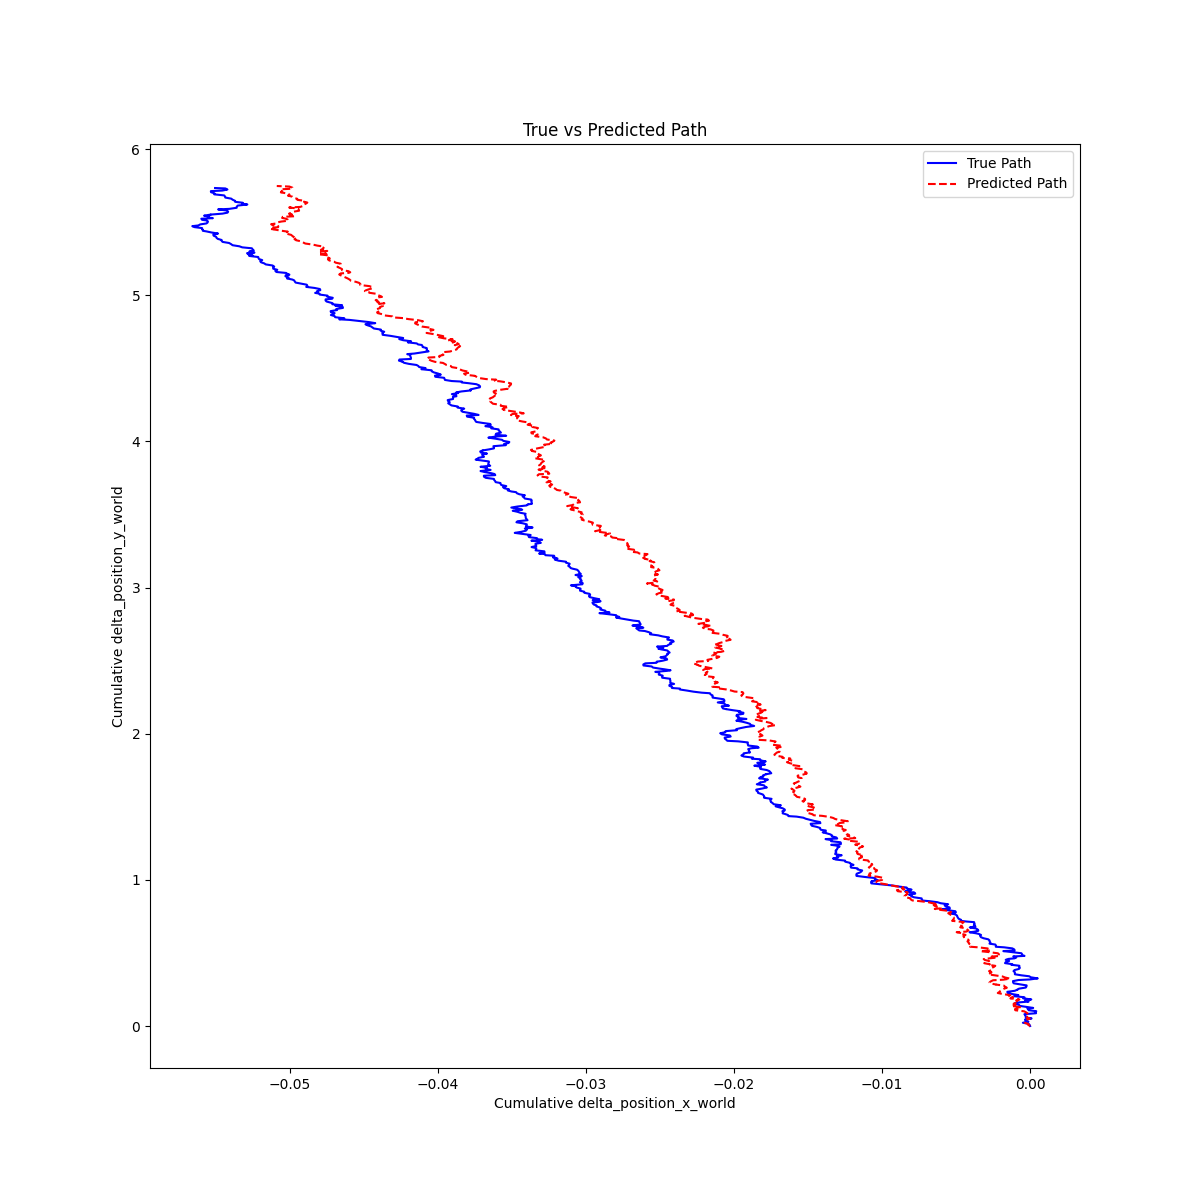 True vs Predicted Path
True Path
Predicted Path
6
5
4
3
2
1
0
Cumulative delta_position_y_world
−0.05
−0.04
−0.03
−0.02
−0.01
0.00
Cumulative delta_position_x_world